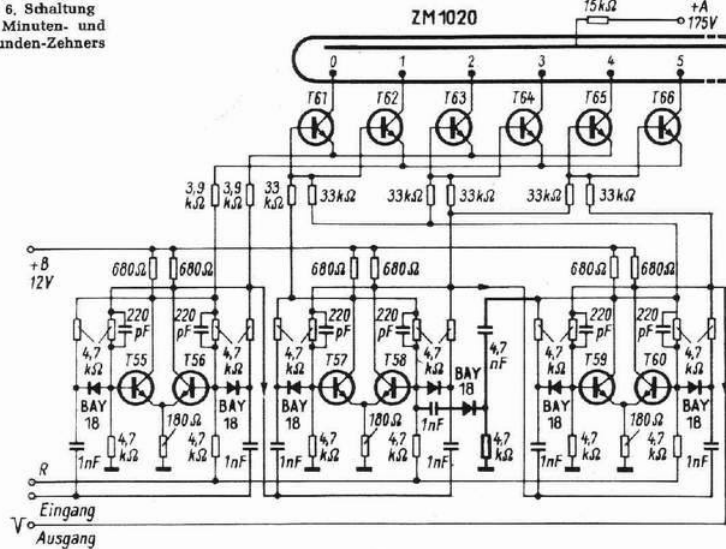 6. Schaltung
Minuten- und
unden-Zehners
ZM1020
15kΩ
+A
175V
0 1 2 3 4 5
T61 T62 T63 T64 T65 T66
3,9 kΩ 3,9 kΩ 33 kΩ 33kΩ 33kΩ 33kΩ 33kΩ 33kΩ
+B
12V
680Ω 680Ω 680Ω 680Ω 680Ω 680Ω
220 pF 220 pF 220 pF 220 pF 220 pF 220 pF
4,7 kΩ T55 T56 4,7 kΩ 4,7 kΩ T57 T58 4,7 kΩ 4,7 nF 4,7 kΩ T59 T60 4,7 kΩ
BAY 18 BAY 18 BAY 18 BAY 18 BAY 18 BAY 18
180Ω 180Ω 180Ω
1nF 4,7 kΩ 4,7 kΩ 1nF 1nF 4,7 kΩ 4,7 kΩ 1nF 1nF 4,7 kΩ 1nF 4,7 kΩ 4,7 kΩ 1nF
R
Eingang
Ausgang